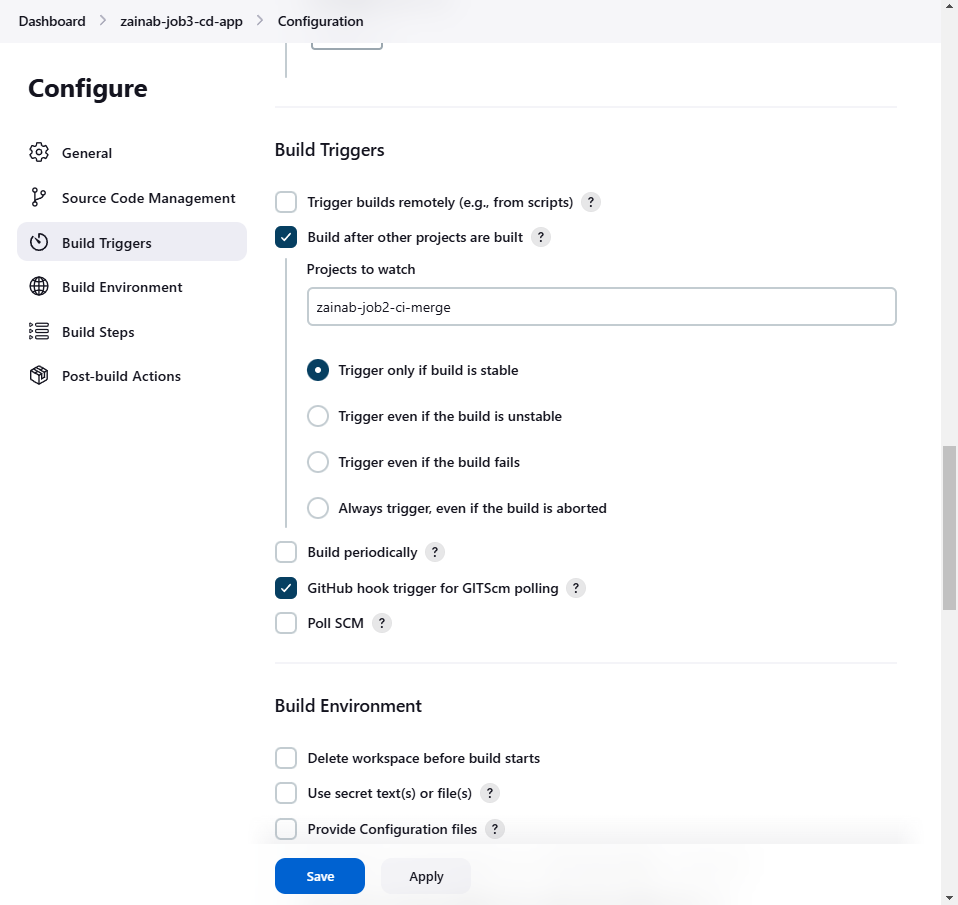 Dashboard > zainab-job3-cd-app > Configuration
Configure
General
Source Code Management
Build Triggers
Build Environment
Build Steps
Post-build Actions
Build Triggers
Trigger builds remotely (e.g., from scripts) ?
Build after other projects are built ?
Projects to watch
zainab-job2-ci-merge
Trigger only if build is stable
Trigger even if the build is unstable
Trigger even if the build fails
Always trigger, even if the build is aborted
Build periodically ?
GitHub hook trigger for GITScm polling ?
Poll SCM ?
Build Environment
Delete workspace before build starts
Use secret text(s) or file(s) ?
Provide Configuration files ?
Save
Apply